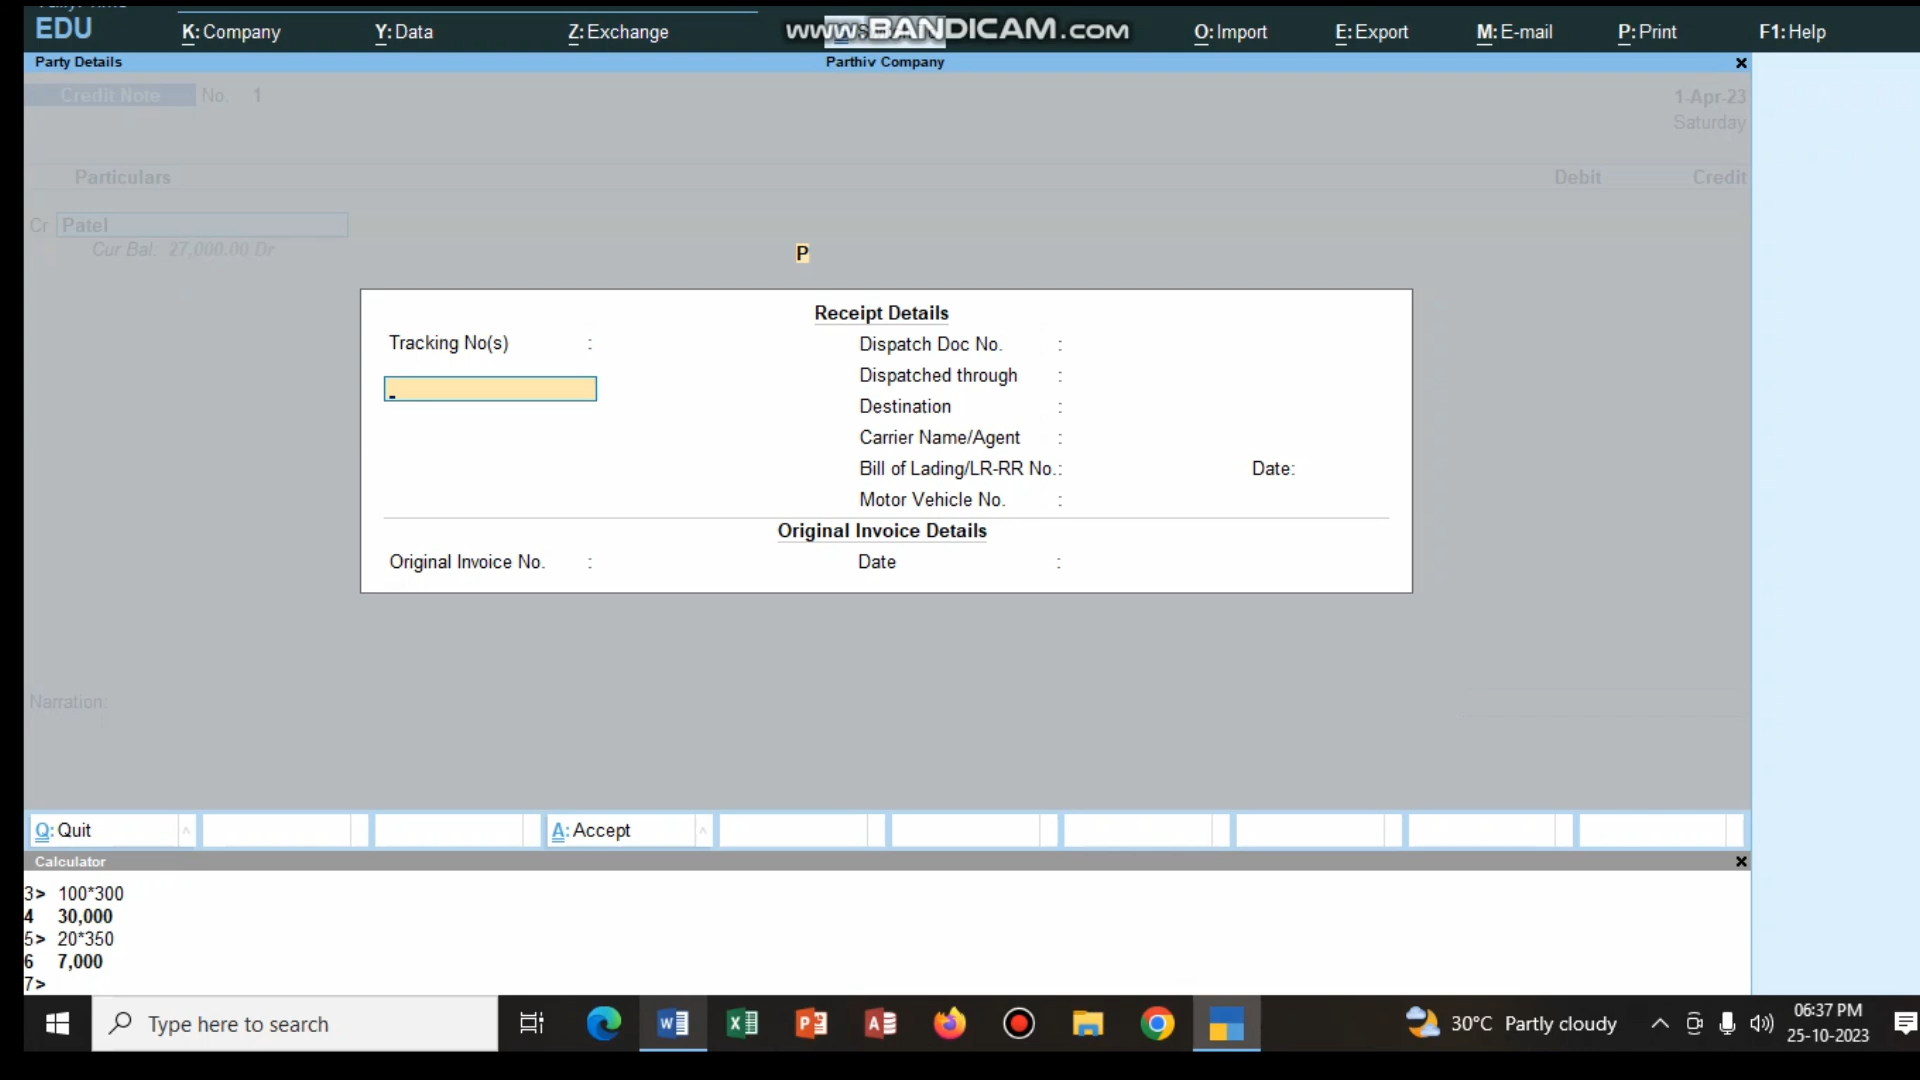 EDU
K: Company Y: Data Z: Exchange www.BANDICAM.com O: Import E: Export M: E-mail P: Print F1: Help
Party Details Parthiv Company
Credit Note No. 1 1-Apr-23
Saturday
Particulars Debit Credit
Cr Patel
Cur Bal: 27,000.00 Dr
P
Receipt Details
Tracking No(s) : Dispatch Doc No. :
Dispatched through :
Destination :
Carrier Name/Agent :
Bill of Lading/LR-RR No. : Date:
Motor Vehicle No. :
Original Invoice Details
Original Invoice No. : Date :
Narration:
Q: Quit A: Accept
Calculator
3> 100*300
4 30,000
5> 20*350
6 7,000
7>
Type here to search 30°C Partly cloudy 06:37 PM
25-10-2023